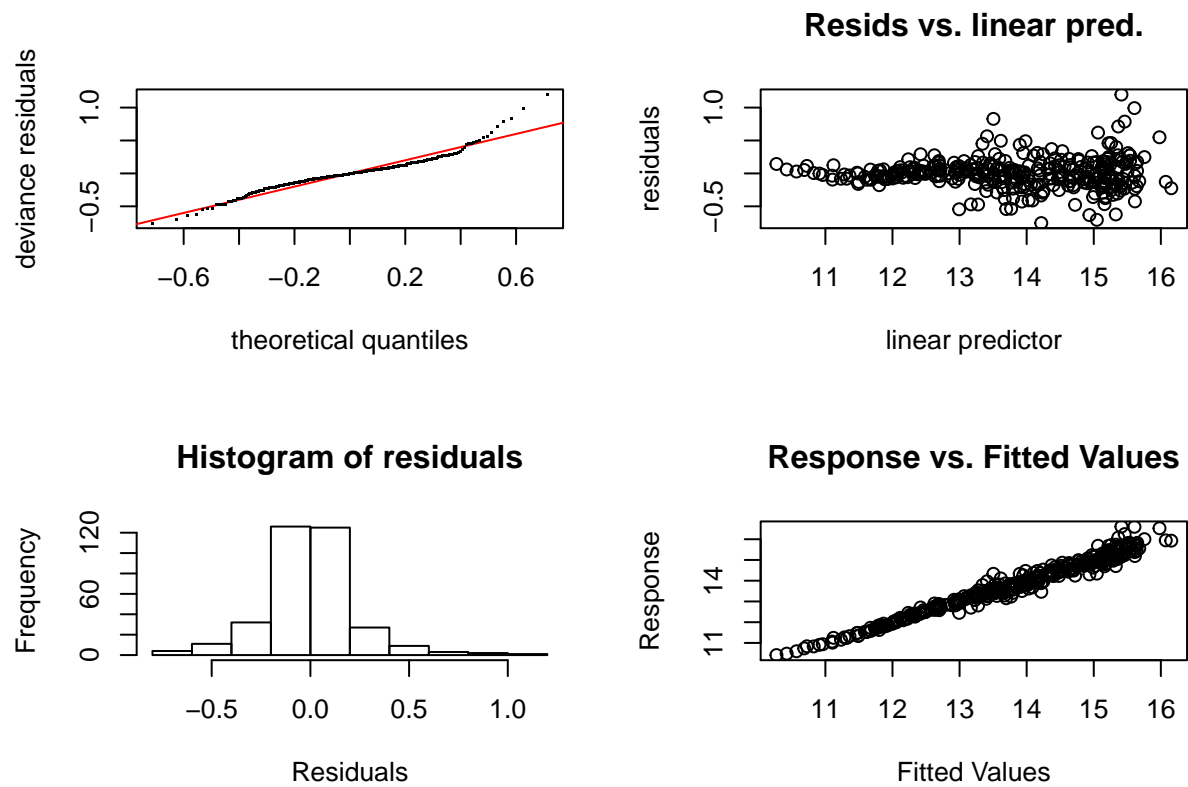 deviance residuals
1.0
−0.5
−0.6 −0.2 0.2 0.6
theoretical quantiles
Resids vs. linear pred.
residuals
1.0
−0.5
11 12 13 14 15 16
linear predictor
Histogram of residuals
Frequency
120
60
0
−0.5 0.0 0.5 1.0
Residuals
Response vs. Fitted Values
Response
14
11
11 12 13 14 15 16
Fitted Values